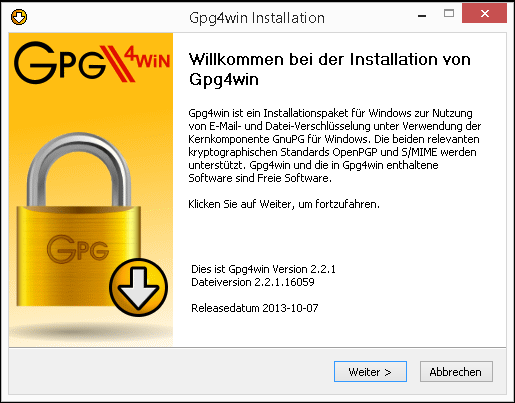 Gpg4win Installation
GPG 4WiN
Willkommen bei der Installation von
Gpg4win
Gpg4win ist ein Installationspaket für Windows zur Nutzung
von E-Mail- und Datei-Verschlüsselung unter Verwendung der
Kernkomponente GnuPG für Windows. Die beiden relevanten
kryptographischen Standards OpenPGP und S/MIME werden
unterstützt. Gpg4win und die in Gpg4win enthaltene
Software sind Freie Software.
Klicken Sie auf Weiter, um fortzufahren.
GPG
Dies ist Gpg4win Version 2.2.1
Dateiversion 2.2.1.16059
Releasedatum 2013-10-07
Weiter > Abbrechen